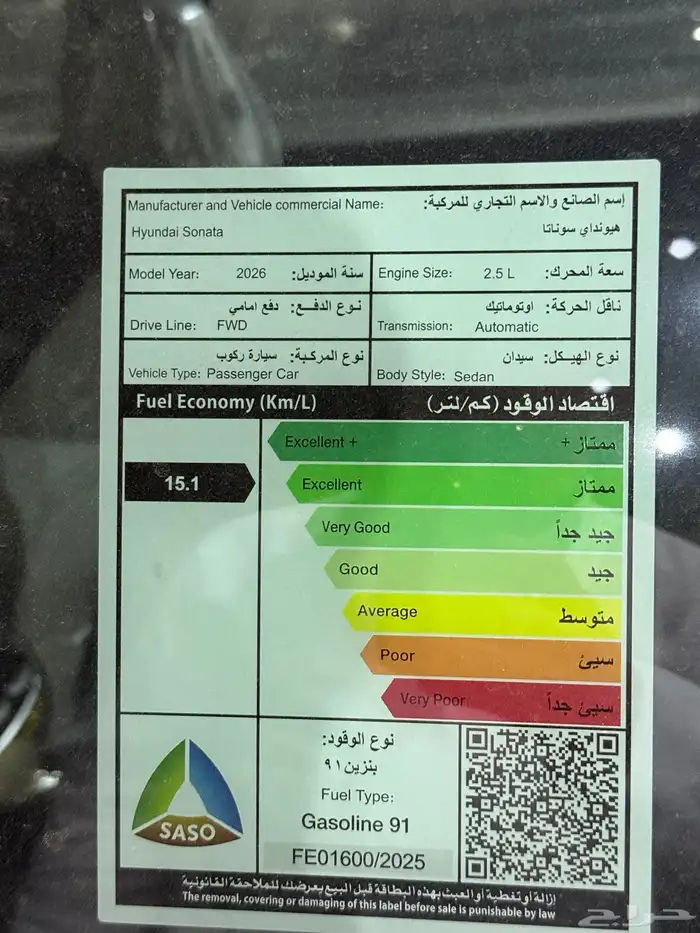 Manufacturer and Vehicle commercial Name: إسم الصانع والاسم التجاري للمركبة:
Hyundai Sonata هيونداي سوناتا
Model Year: 2026 سنة الموديل:
Engine Size: 2.5 L سعة المحرك:
نوع الدفع: دفع امامي
Drive Line: FWD
ناقل الحركة: اوتوماتيك
Transmission: Automatic
نوع المركبة: سيارة ركوب
Vehicle Type: Passenger Car
نوع الهيكل: سيدان
Body Style: Sedan
Fuel Economy (Km/L) اقتصاد الوقود (كم/لتر)
Excellent + ممتاز +
15.1
Excellent ممتاز
Very Good جيد جداً
Good جيد
Average متوسط
Poor سيئ
Very Poor سيئ جداً
نوع الوقود:
بنزين٩١
Fuel Type:
Gasoline 91
FE01600/2025
SASO
إزالة أوتغطية أو العبث بهذه البطاقة قبل البيع يعرضك للملاحقة القانونية
The removal, covering or damaging of this label before sale is punishable by law
حراج